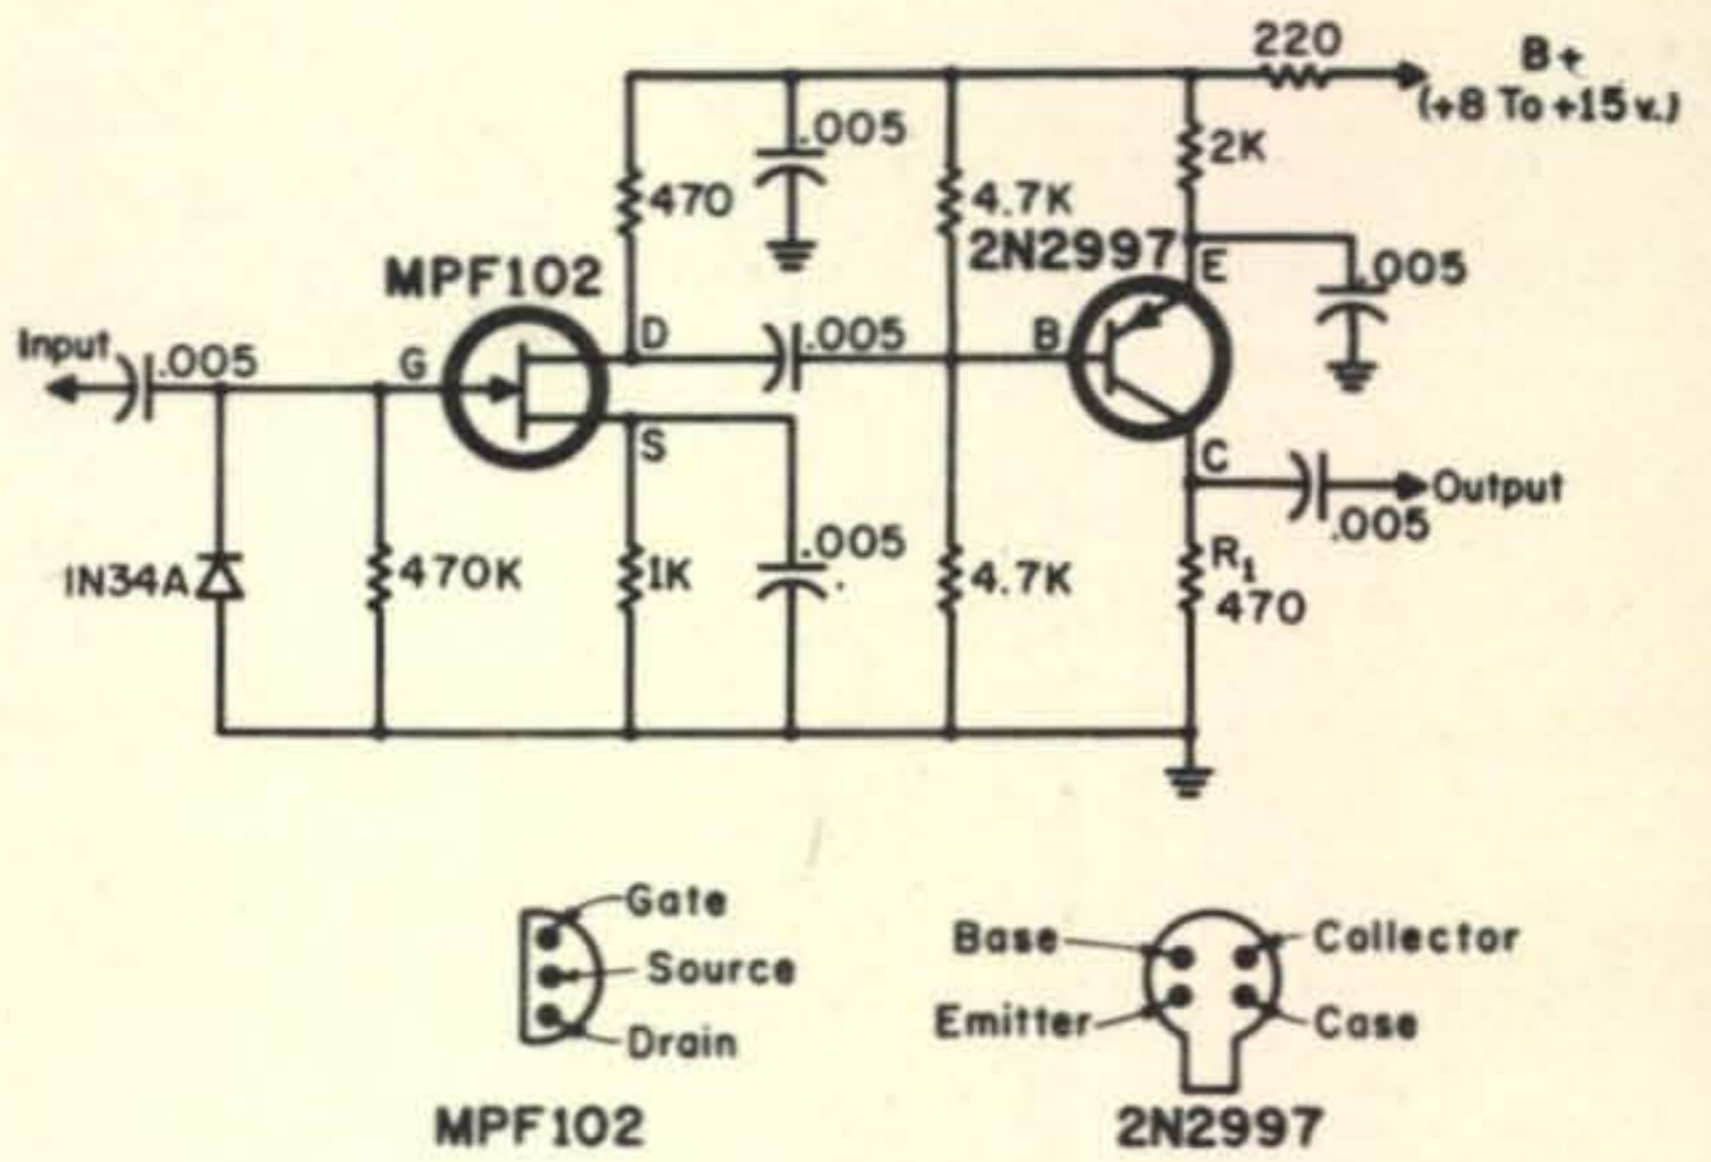 220
B+
(+8 To +15 v.)
.005
2K
470
4.7K
2N2997
E
.005
MPF102
Input
.005
G
D
.005
B
S
C
Output
.005
.005
1N34A
470K
1K
4.7K
R1
470
Gate
Source
Drain
MPF102
Base
Collector
Emitter
Case
2N2997